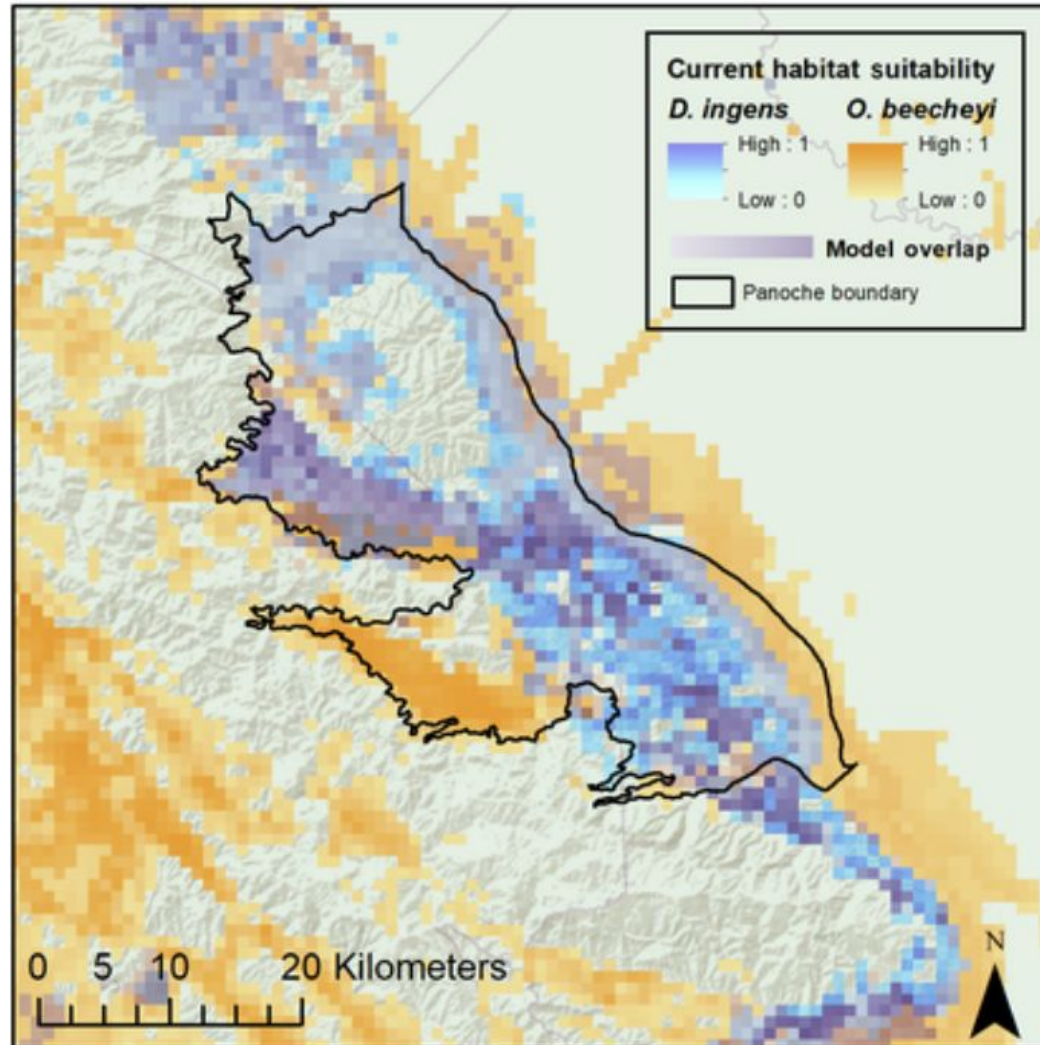 Current habitat suitability
D. ingens O. beecheyi
High : 1 High : 1
Low : 0 Low : 0
Model overlap
Panoche boundary
0 5 10 20 Kilometers
N